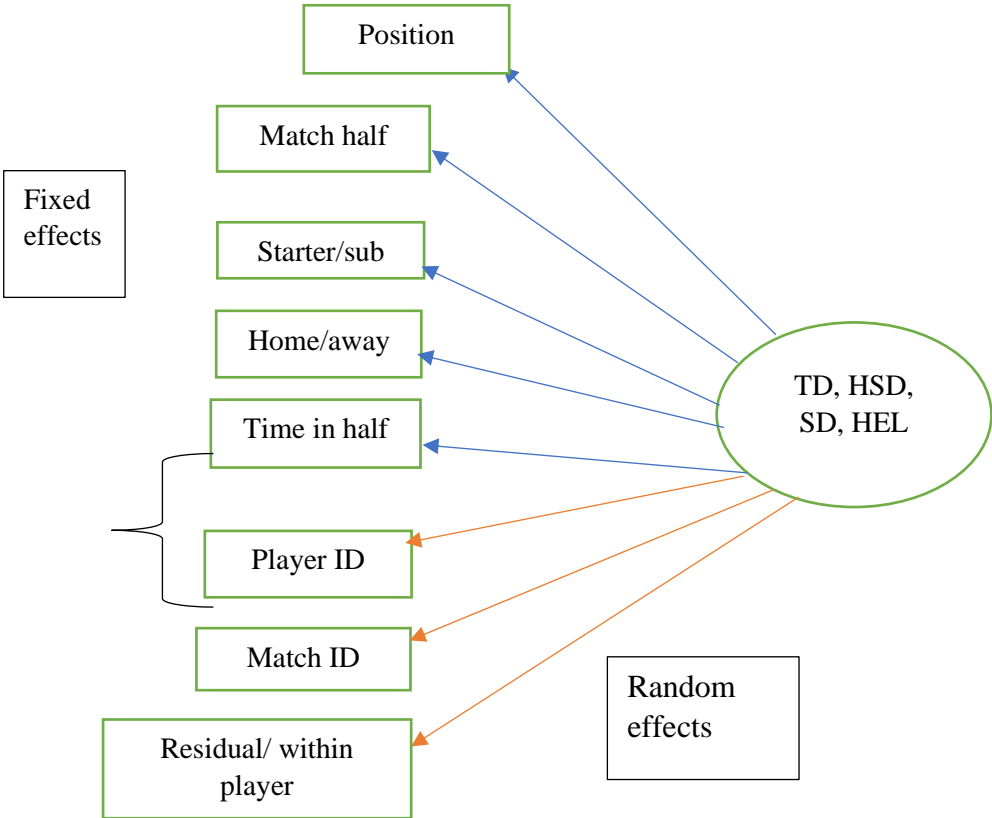 Position
Match half
Fixed
effects
Starter/sub
Home/away
TD, HSD,
SD, HEL
Time in half
Player ID
Match ID
Random
effects
Residual/ within
player